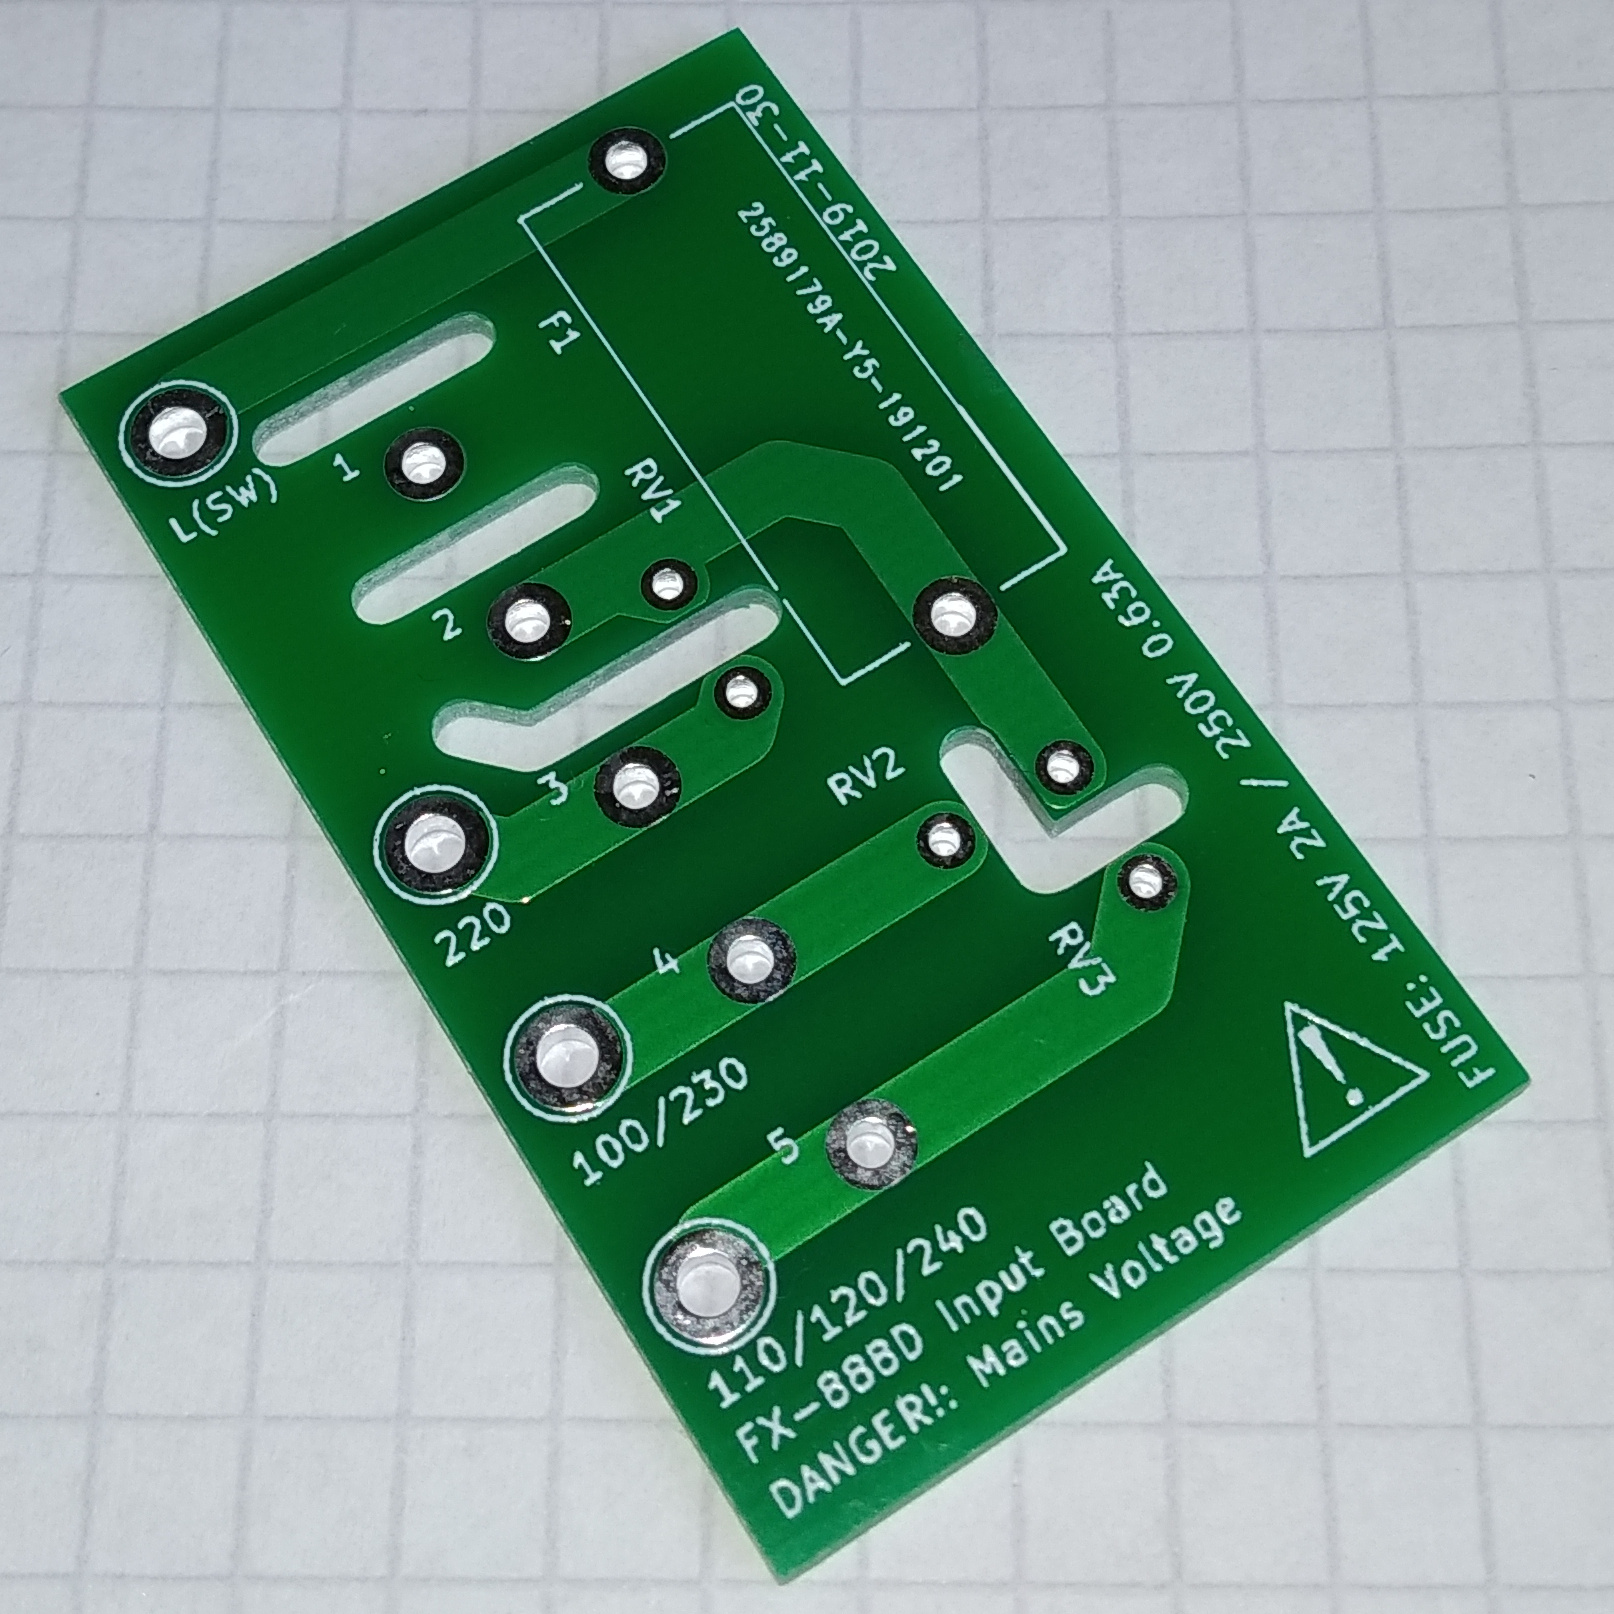 2019-11-30
2589179A-Y5-191201
F1
L(SW)
1
RV1
2
3
220
RV2
FUSE: 125V 2A / 250V 0.63A
4
100/230
RV3
5
110/120/240
FX-88BD Input Board
DANGER!: Mains Voltage